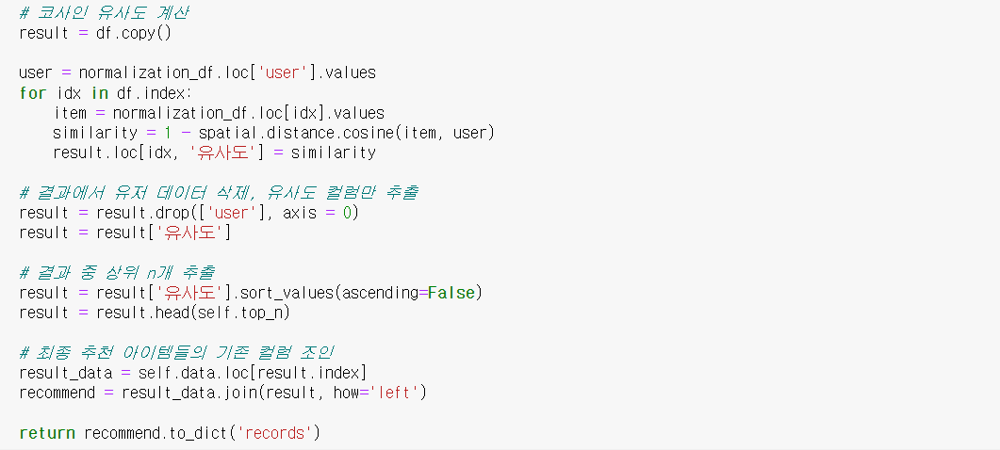 # 코사인 유사도 계산
result = df.copy()
user = normalization_df.loc['user'].values
for idx in df.index:
item = normalization_df.loc[idx].values
similarity = 1 - spatial.distance.cosine(item, user)
result.loc[idx, '유사도'] = similarity
# 결과에서 유저 데이터 삭제, 유사도 컬럼만 추출
result = result.drop(['user'], axis = 0)
result = result['유사도']
# 결과 중 상위 n개 추출
result = result['유사도'].sort_values(ascending=False)
result = result.head(self.top_n)
# 최종 추천 아이템들의 기존 컬럼 조인
result_data = self.data.loc[result.index]
recommend = result_data.join(result, how='left')
return recommend.to_dict('records')